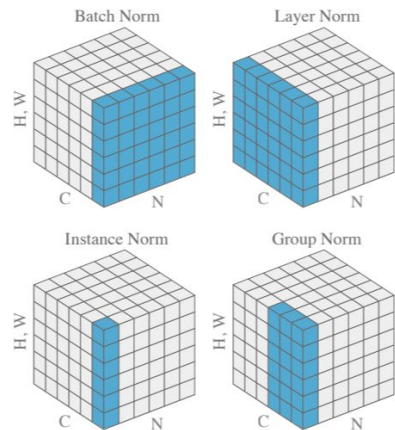 Batch Norm
Layer Norm
H, W
C
N
H, W
C
N
Instance Norm
Group Norm
H, W
C
N
H, W
C
N